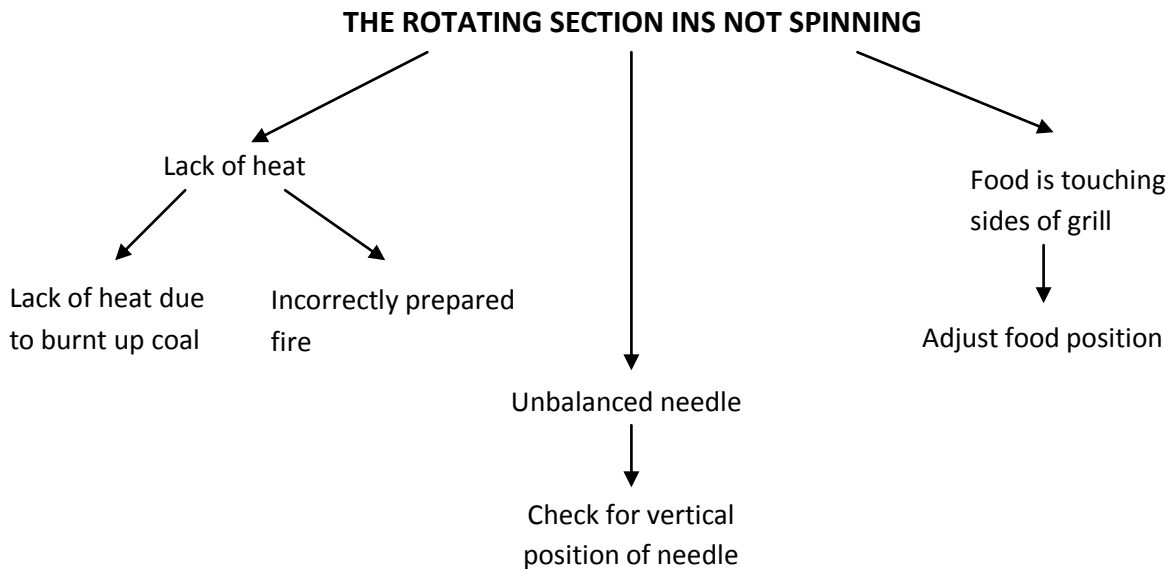 THE ROTATING SECTION INS NOT SPINNING
Lack of heat
Food is touching
sides of grill
Lack of heat due
to burnt up coal
Incorrectly prepared
fire
Adjust food position
Unbalanced needle
Check for vertical
position of needle